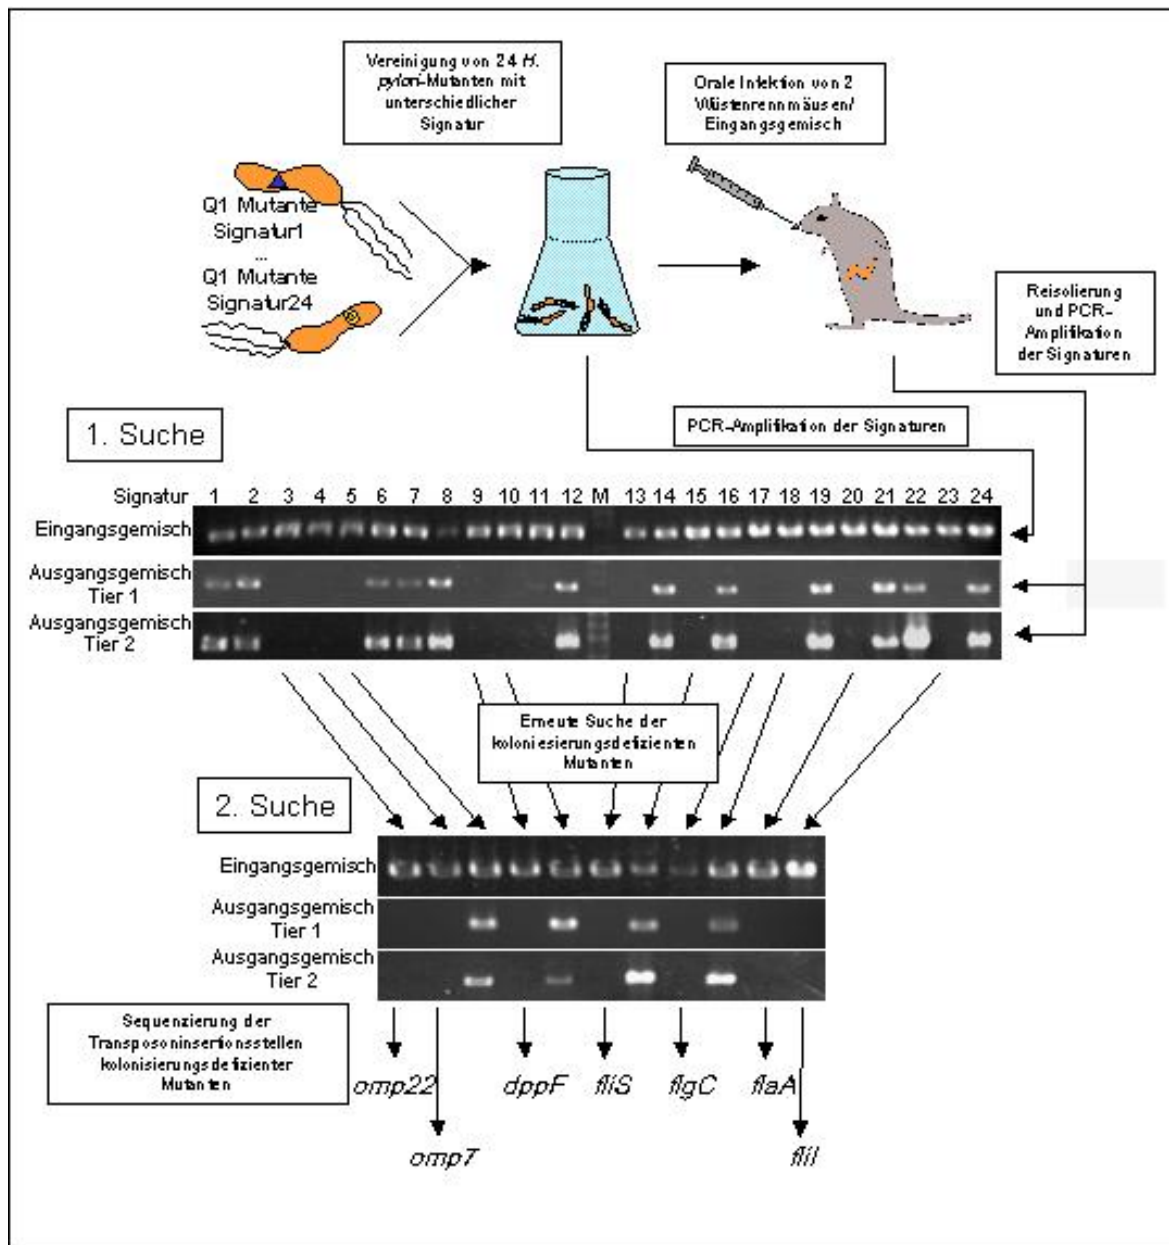 Vereinigung von 24 H.
pylori-Mutanten mit
unterschiedlicher
Signatur
Orale Infektion von 2
Wüstenrennmäusen/
Eingangsgemisch
Q1 Mutante
Signatur1
...
Q1 Mutante
Signatur24
Reisolierung
und PCR-
Amplifikation
der Signaturen
1. Suche
PCR-Amplifikation der Signaturen
Signatur 1 2 3 4 5 6 7 8 9 10 11 12 M 13 14 15 16 17 18 19 20 21 22 23 24
Eingangsgemisch
Ausgangsgemisch
Tier 1
Ausgangsgemisch
Tier 2
Erneute Suche der
koloniesierungsdefizienten
Mutanten
2. Suche
Eingangsgemisch
Ausgangsgemisch
Tier 1
Ausgangsgemisch
Tier 2
Sequenzierung der
Transposoninsertionsstellen
kolonisierungsdefizienter
Mutanten
omp22 dppF fliS flgC flaA
omp7 fliI